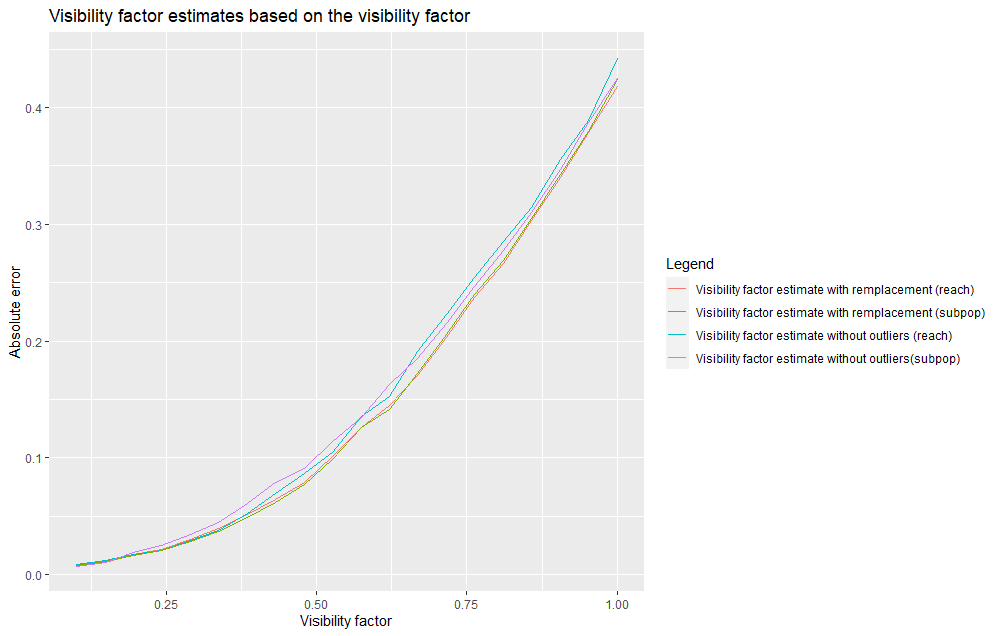 Visibility factor estimates based on the visibility factor
Absolute error
0.4
0.3
0.2
0.1
0.0
0.25
0.50
0.75
1.00
Visibility factor
Legend
Visibility factor estimate with remplacement (reach)
Visibility factor estimate with remplacement (subpop)
Visibility factor estimate without outliers (reach)
Visibility factor estimate without outliers(subpop)